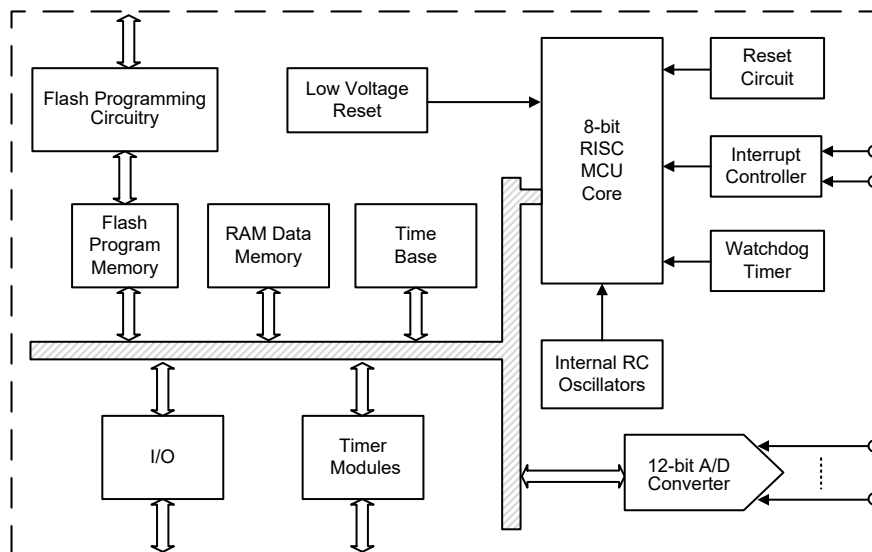 Flash Programming
Circuitry
Low Voltage
Reset
8-bit
RISC
MCU
Core
Reset
Circuit
Interrupt
Controller
Flash
Program
Memory
RAM Data
Memory
Time
Base
Watchdog
Timer
Internal RC
Oscillators
I/O
Timer
Modules
12-bit A/D
Converter